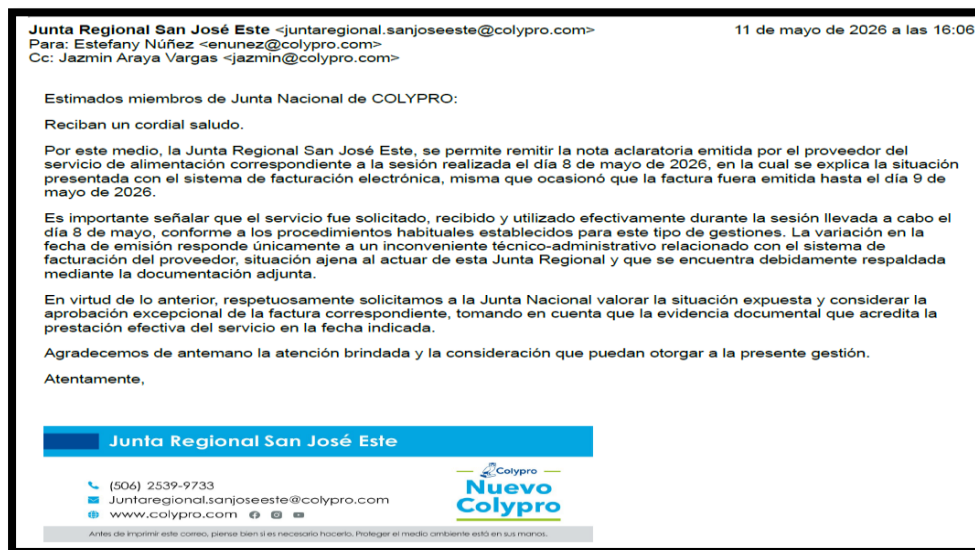 Junta Regional San José Este <juntaregional.sanjoseeste@colypro.com> 11 de mayo de 2026 a las 16:06
Para: Estefany Núñez <enunez@colypro.com>
Cc: Jazmin Araya Vargas <jazmin@colypro.com>
Estimados miembros de Junta Nacional de COLYPRO:
Reciban un cordial saludo.
Por este medio, la Junta Regional San José Este, se permite remitir la nota aclaratoria emitida por el proveedor del
servicio de alimentación correspondiente a la sesión realizada el día 8 de mayo de 2026, en la cual se explica la situación
presentada con el sistema de facturación electrónica, misma que ocasionó que la factura fuera emitida hasta el día 9 de
mayo de 2026.
Es importante señalar que el servicio fue solicitado, recibido y utilizado efectivamente durante la sesión llevada a cabo el
día 8 de mayo, conforme a los procedimientos habituales establecidos para este tipo de gestiones. La variación en la
fecha de emisión responde únicamente a un inconveniente técnico-administrativo relacionado con el sistema de
facturación del proveedor, situación ajena al actuar de esta Junta Regional y que se encuentra debidamente respaldada
mediante la documentación adjunta.
En virtud de lo anterior, respetuosamente solicitamos a la Junta Nacional valorar la situación expuesta y considerar la
aprobación excepcional de la factura correspondiente, tomando en cuenta que la evidencia documental que acredita la
prestación efectiva del servicio en la fecha indicada.
Agradecemos de antemano la atención brindada y la consideración que puedan otorgar a la presente gestión.
Atentamente,
Junta Regional San José Este
(506) 2539-9733
Juntaregional.sanjoseeste@colypro.com
www.colypro.com
Colypro
Nuevo
Colypro
Antes de imprimir este correo, piense bien si es necesario hacerlo. Proteger el medio ambiente está en sus manos.